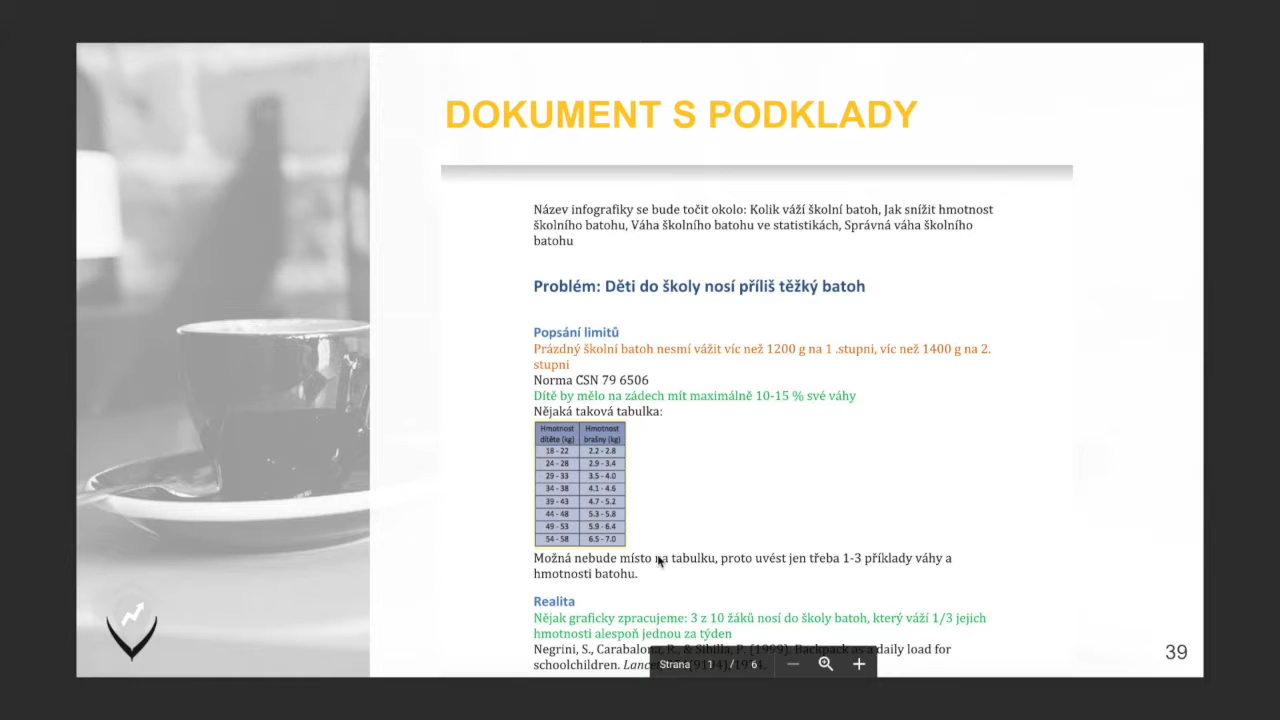 DOKUMENT S PODKLADY
Název infografiky se bude točit okolo: Kolik váží školní batoh, Jak snížit hmotnost
školního batohu, Váha školního batohu ve statistikách, Správná váha školního
batohu
Problém: Děti do školy nosí příliš těžký batoh
Popsání limitů
Prázdný školní batoh nesmí vážit víc než 1200 g na 1 .stupni, víc než 1400 g na 2.
stupni
Norma ČSN 79 6506
Dítě by mělo na zádech mít maximálně 10-15 % své váhy
Nějaká taková tabulka:
Hmotnost dítěte (kg) Hmotnost brašny (kg)
18 - 22 2.2 - 2.8
24 - 28 2.9 - 3.4
29 - 33 3.5 - 4.0
34 - 38 4.1 - 4.6
39 - 43 4.7 - 5.2
44 - 48 5.3 - 5.8
49 - 53 5.9 - 6.4
54 - 58 6.5 - 7.0
Možná nebude místo na tabulku, proto uvést jen třeba 1-3 příklady váhy a
hmotnosti batohu.
Realita
Nějak graficky zpracujeme: 3 z 10 žáků nosí do školy batoh, který váží 1/3 jejich
hmotnosti alespoň jednou za týden
Negrini, S., Carabalona, R., & Sibilla, P. (1999). Backpack as a daily load for
schoolchildren.
Strana 1 / 6
39